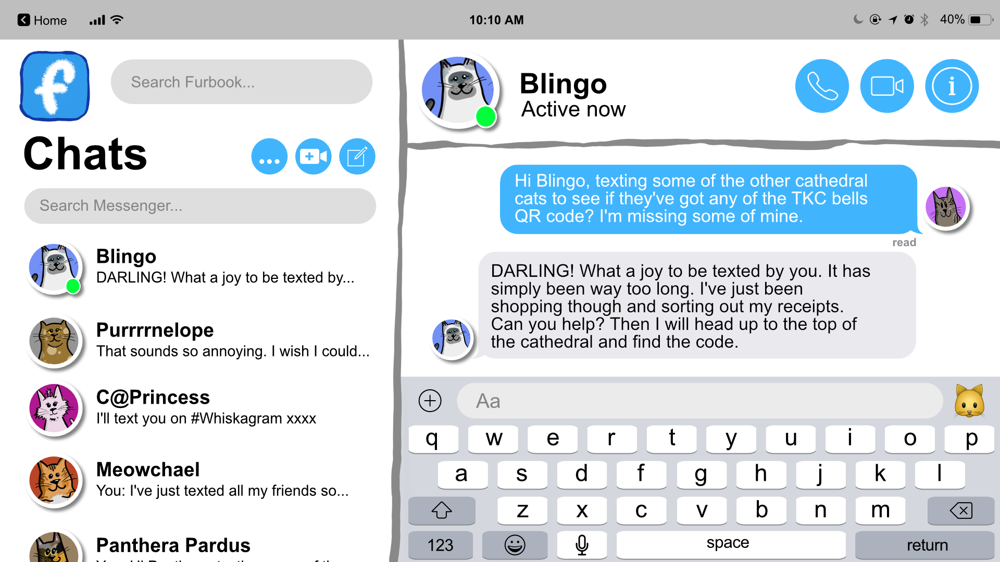 Home
10:10 AM
40%
f
Search Furbook...
Chats
Search Messenger...
Blingo
DARLING! What a joy to be texted by...
Purrrrnelope
That sounds so annoying. I wish I could...
C@Princess
I'll text you on #Whiskagram xxxx
Meowchael
You: I've just texted all my friends so...
Panthera Pardus
Blingo
Active now
i
Hi Blingo, texting some of the other cathedral
cats to see if they've got any of the TKC bells
QR code? I'm missing some of mine.
read
DARLING! What a joy to be texted by you. It has
simply been way too long. I've just been
shopping though and sorting out my receipts.
Can you help? Then I will head up to the top of
the cathedral and find the code.
Aa
q w e r t y u i o p
a s d f g h j k l
z x c v b n m
123 space return